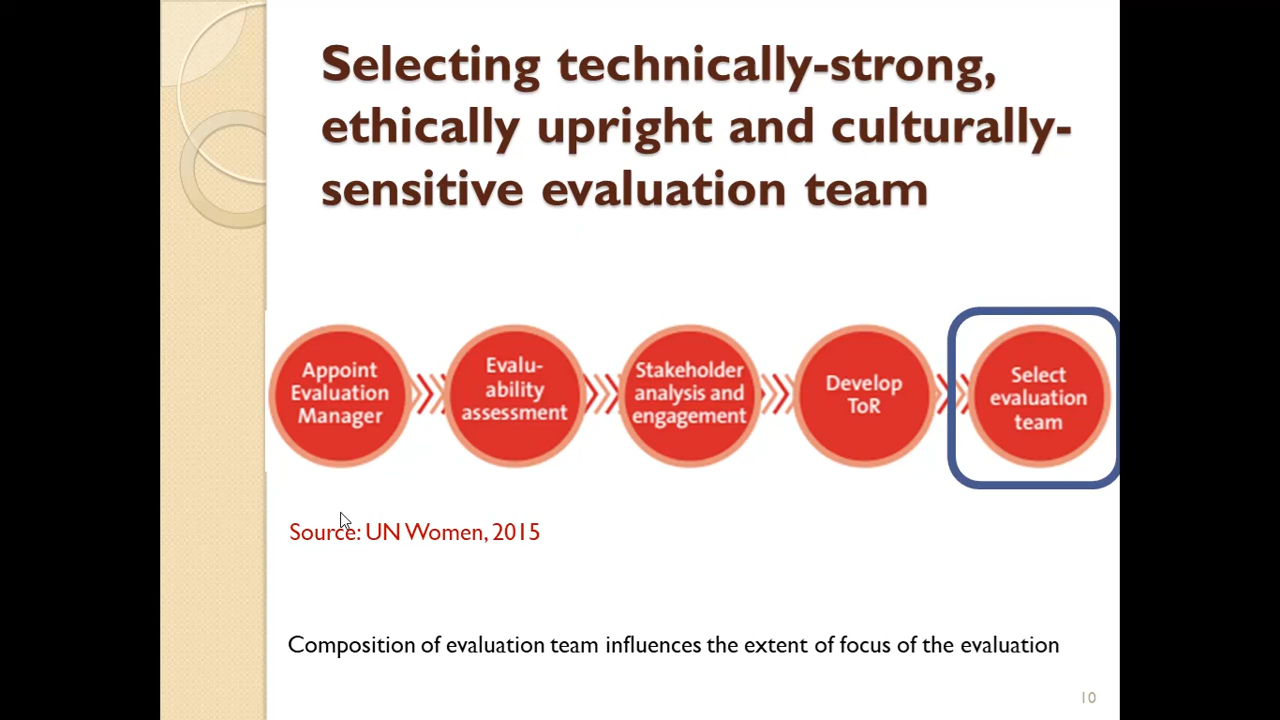 Selecting technically-strong,
ethically upright and culturally-
sensitive evaluation team
Appoint
Evaluation
Manager
Evalu-
ability
assessment
Stakeholder
analysis and
engagement
Develop
ToR
Select
evaluation
team
Source: UN Women, 2015
Composition of evaluation team influences the extent of focus of the evaluation
10